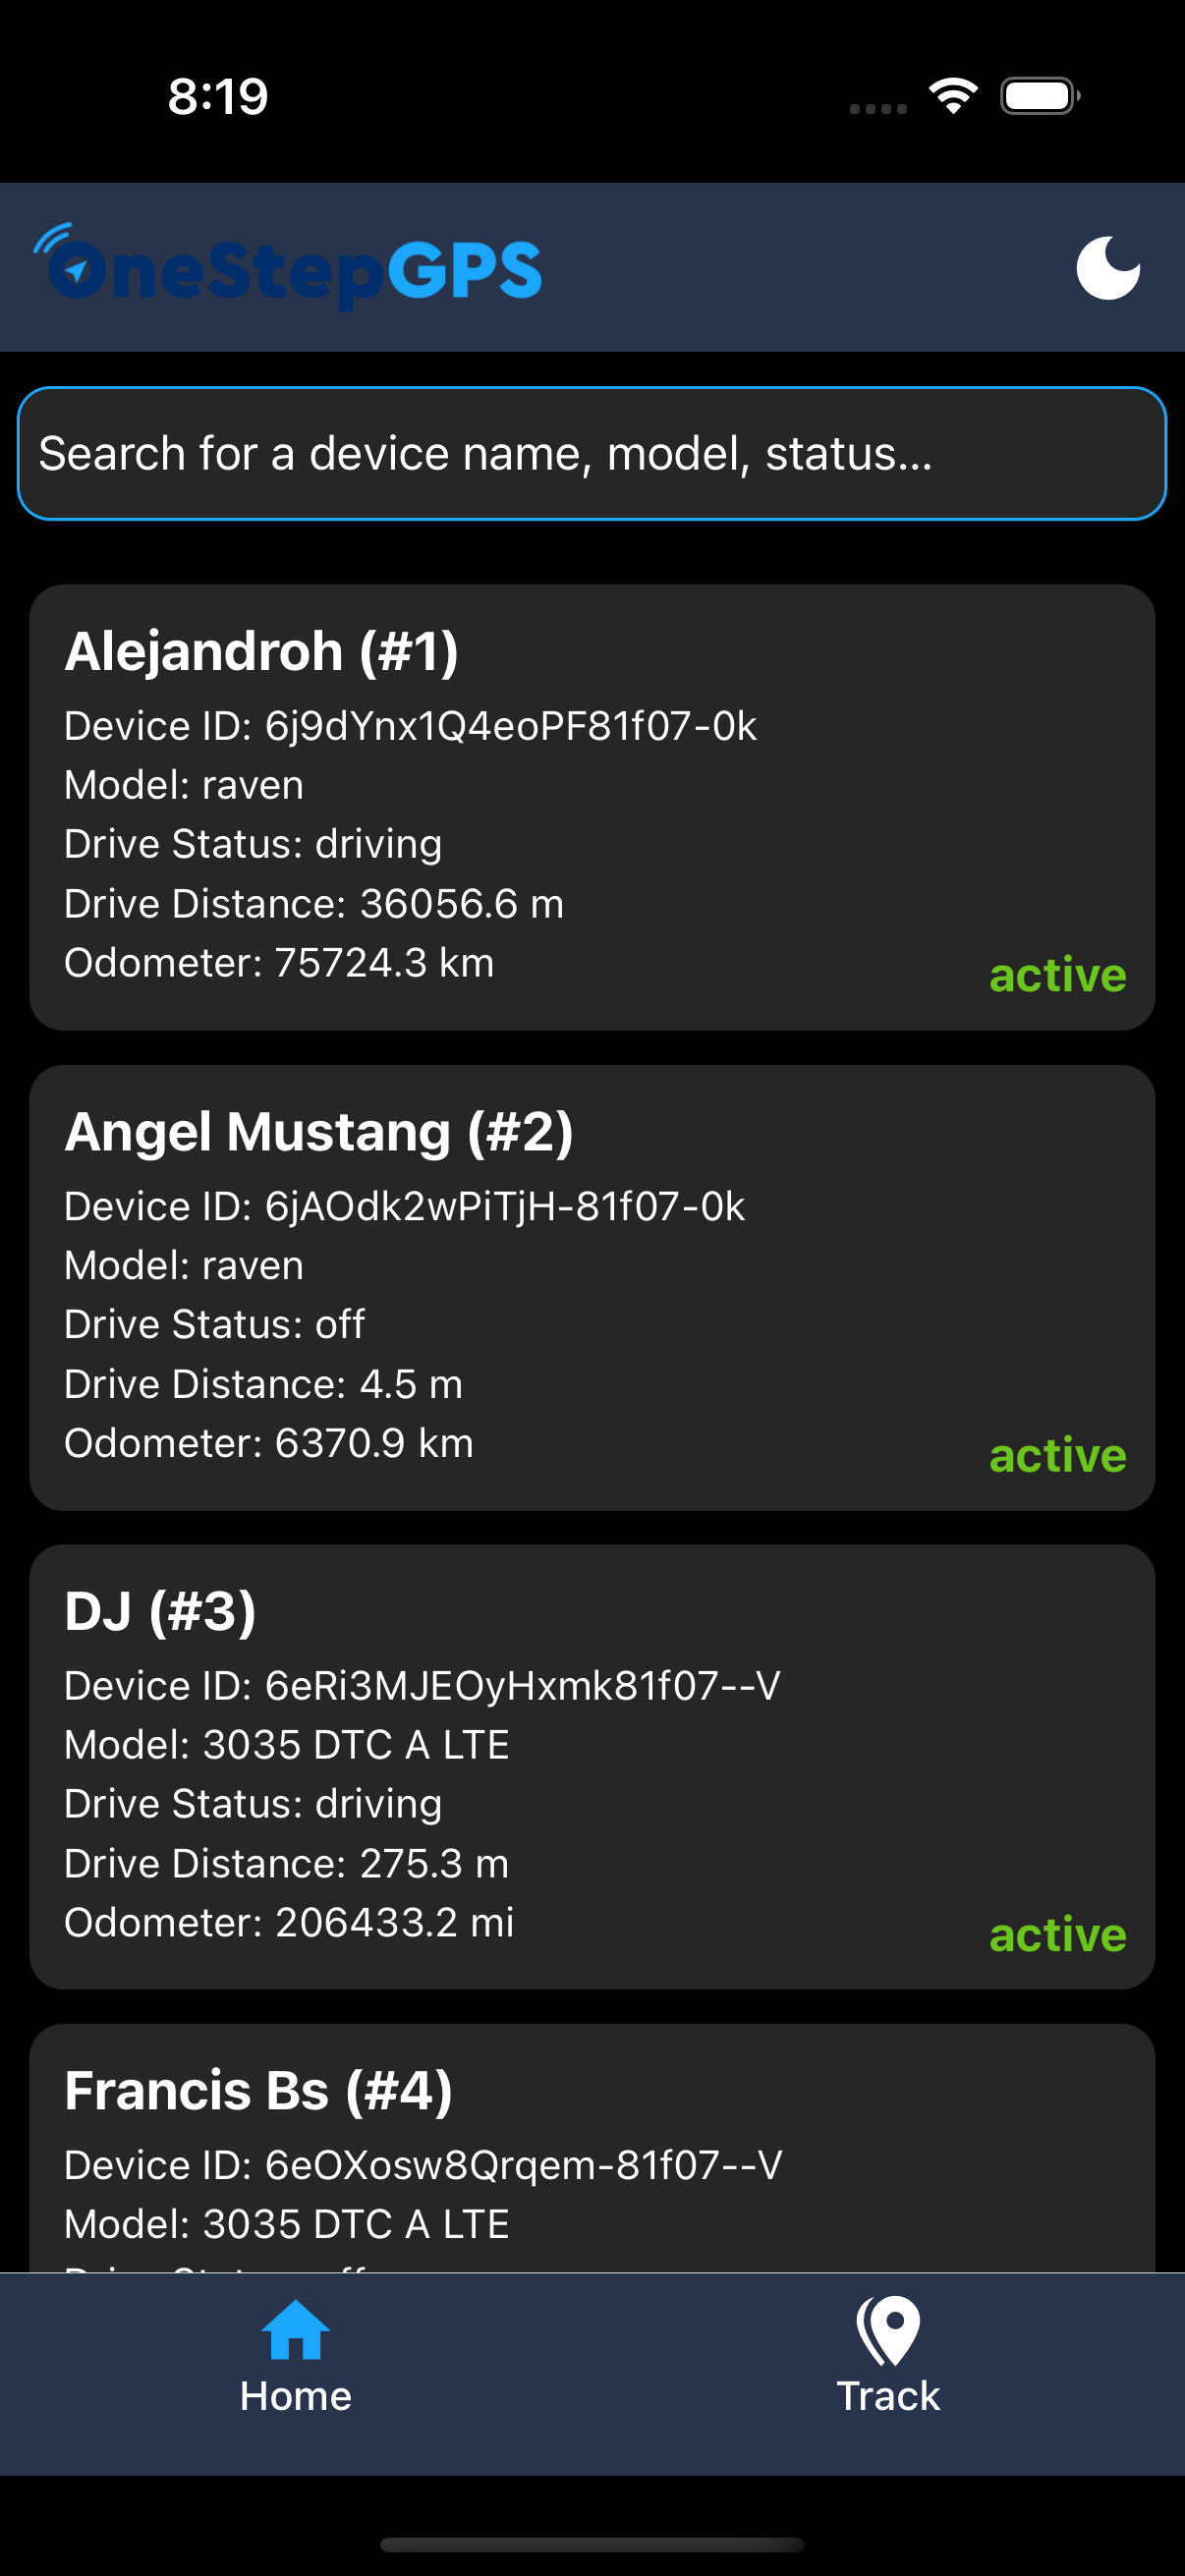 8:19
OneStepGPS
Search for a device name, model, status...
Alejandroh (#1)
Device ID: 6j9dYnx1Q4eoPF81f07-0k
Model: raven
Drive Status: driving
Drive Distance: 36056.6 m
Odometer: 75724.3 km
active
Angel Mustang (#2)
Device ID: 6jAOdk2wPiTjH-81f07-0k
Model: raven
Drive Status: off
Drive Distance: 4.5 m
Odometer: 6370.9 km
active
DJ (#3)
Device ID: 6eRi3MJEOyHxmk81f07--V
Model: 3035 DTC A LTE
Drive Status: driving
Drive Distance: 275.3 m
Odometer: 206433.2 mi
active
Francis Bs (#4)
Device ID: 6eOXosw8Qrqem-81f07--V
Model: 3035 DTC A LTE
Home
Track